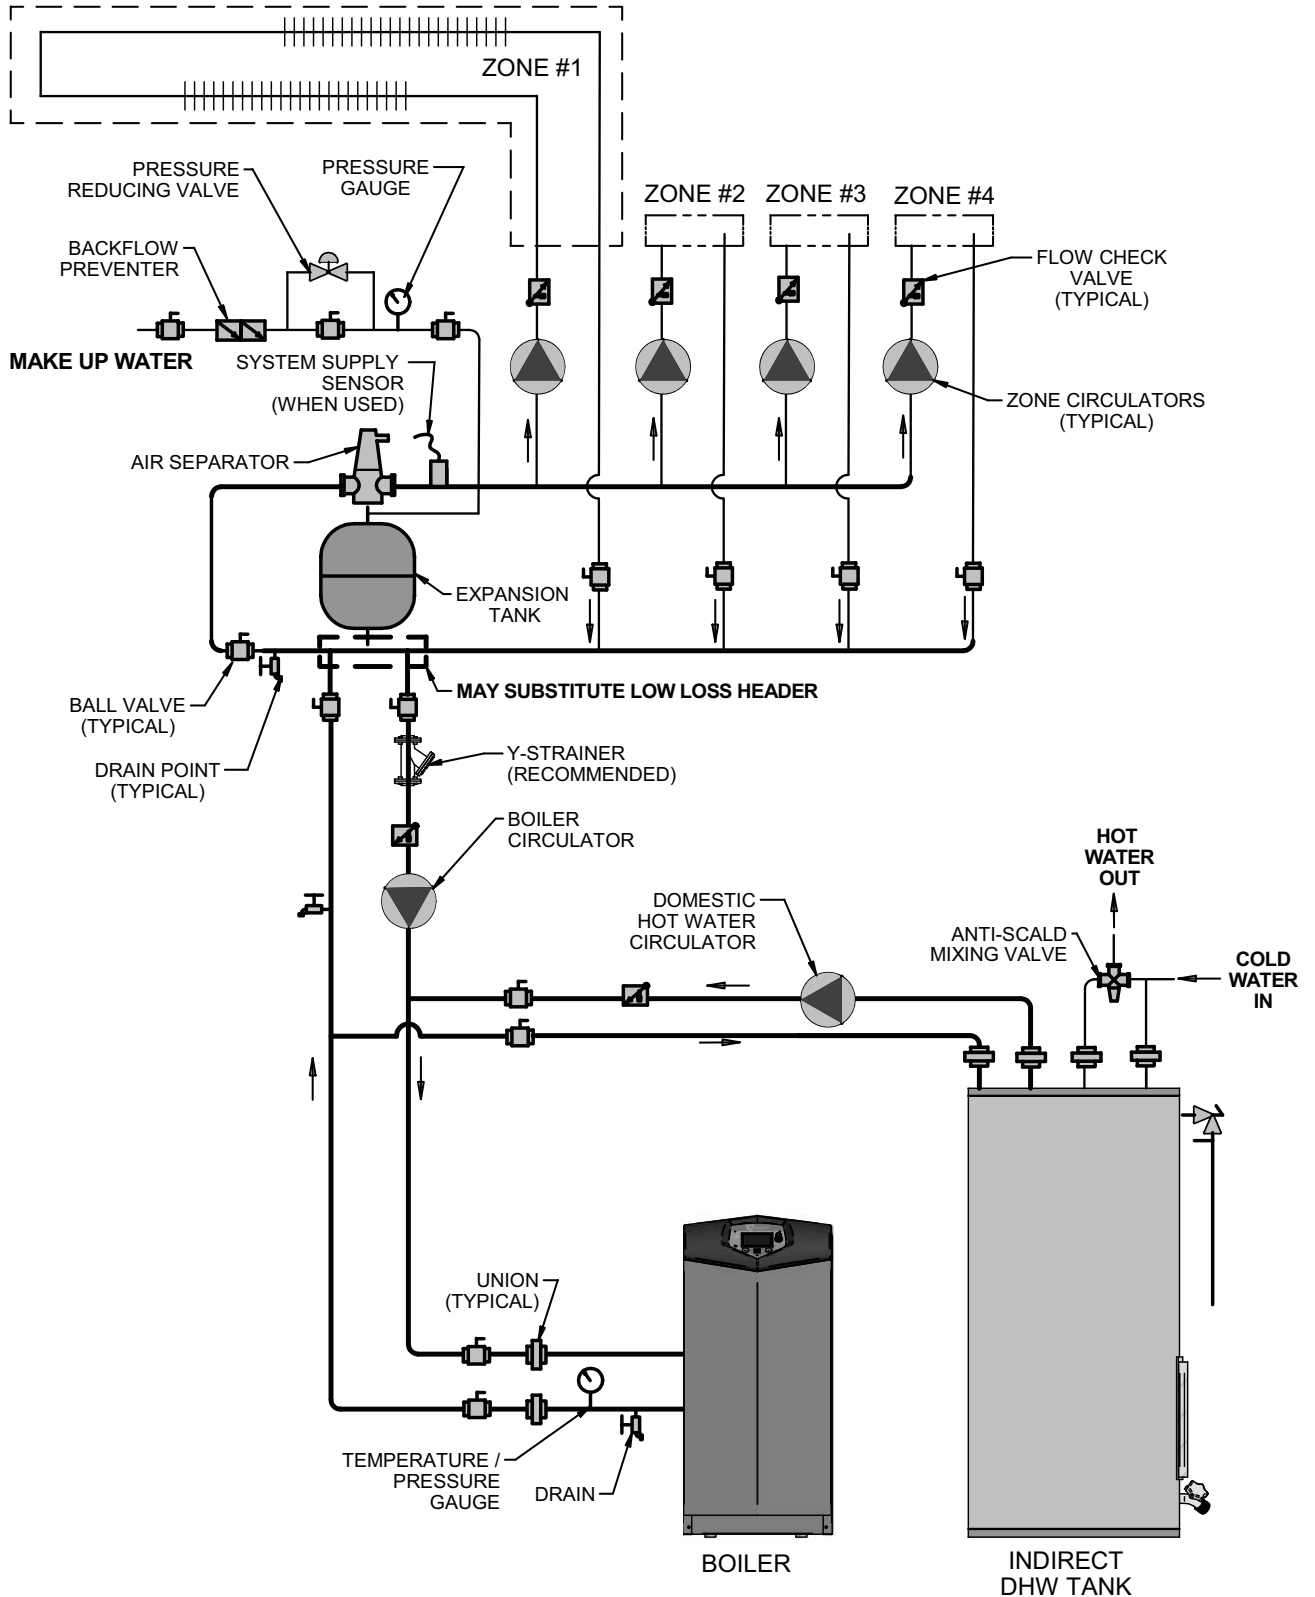 ZONE #1
PRESSURE
REDUCING VALVE
PRESSURE
GAUGE
ZONE #2
ZONE #3
ZONE #4
BACKFLOW
PREVENTER
FLOW CHECK
VALVE
(TYPICAL)
MAKE UP WATER
SYSTEM SUPPLY
SENSOR
(WHEN USED)
ZONE CIRCULATORS
(TYPICAL)
AIR SEPARATOR
EXPANSION
TANK
MAY SUBSTITUTE LOW LOSS HEADER
BALL VALVE
(TYPICAL)
DRAIN POINT
(TYPICAL)
Y-STRAINER
(RECOMMENDED)
BOILER
CIRCULATOR
HOT
WATER
OUT
DOMESTIC
HOT WATER
CIRCULATOR
ANTI-SCALD
MIXING VALVE
COLD
WATER
IN
UNION
(TYPICAL)
TEMPERATURE /
PRESSURE
GAUGE
DRAIN
BOILER
INDIRECT
DHW TANK